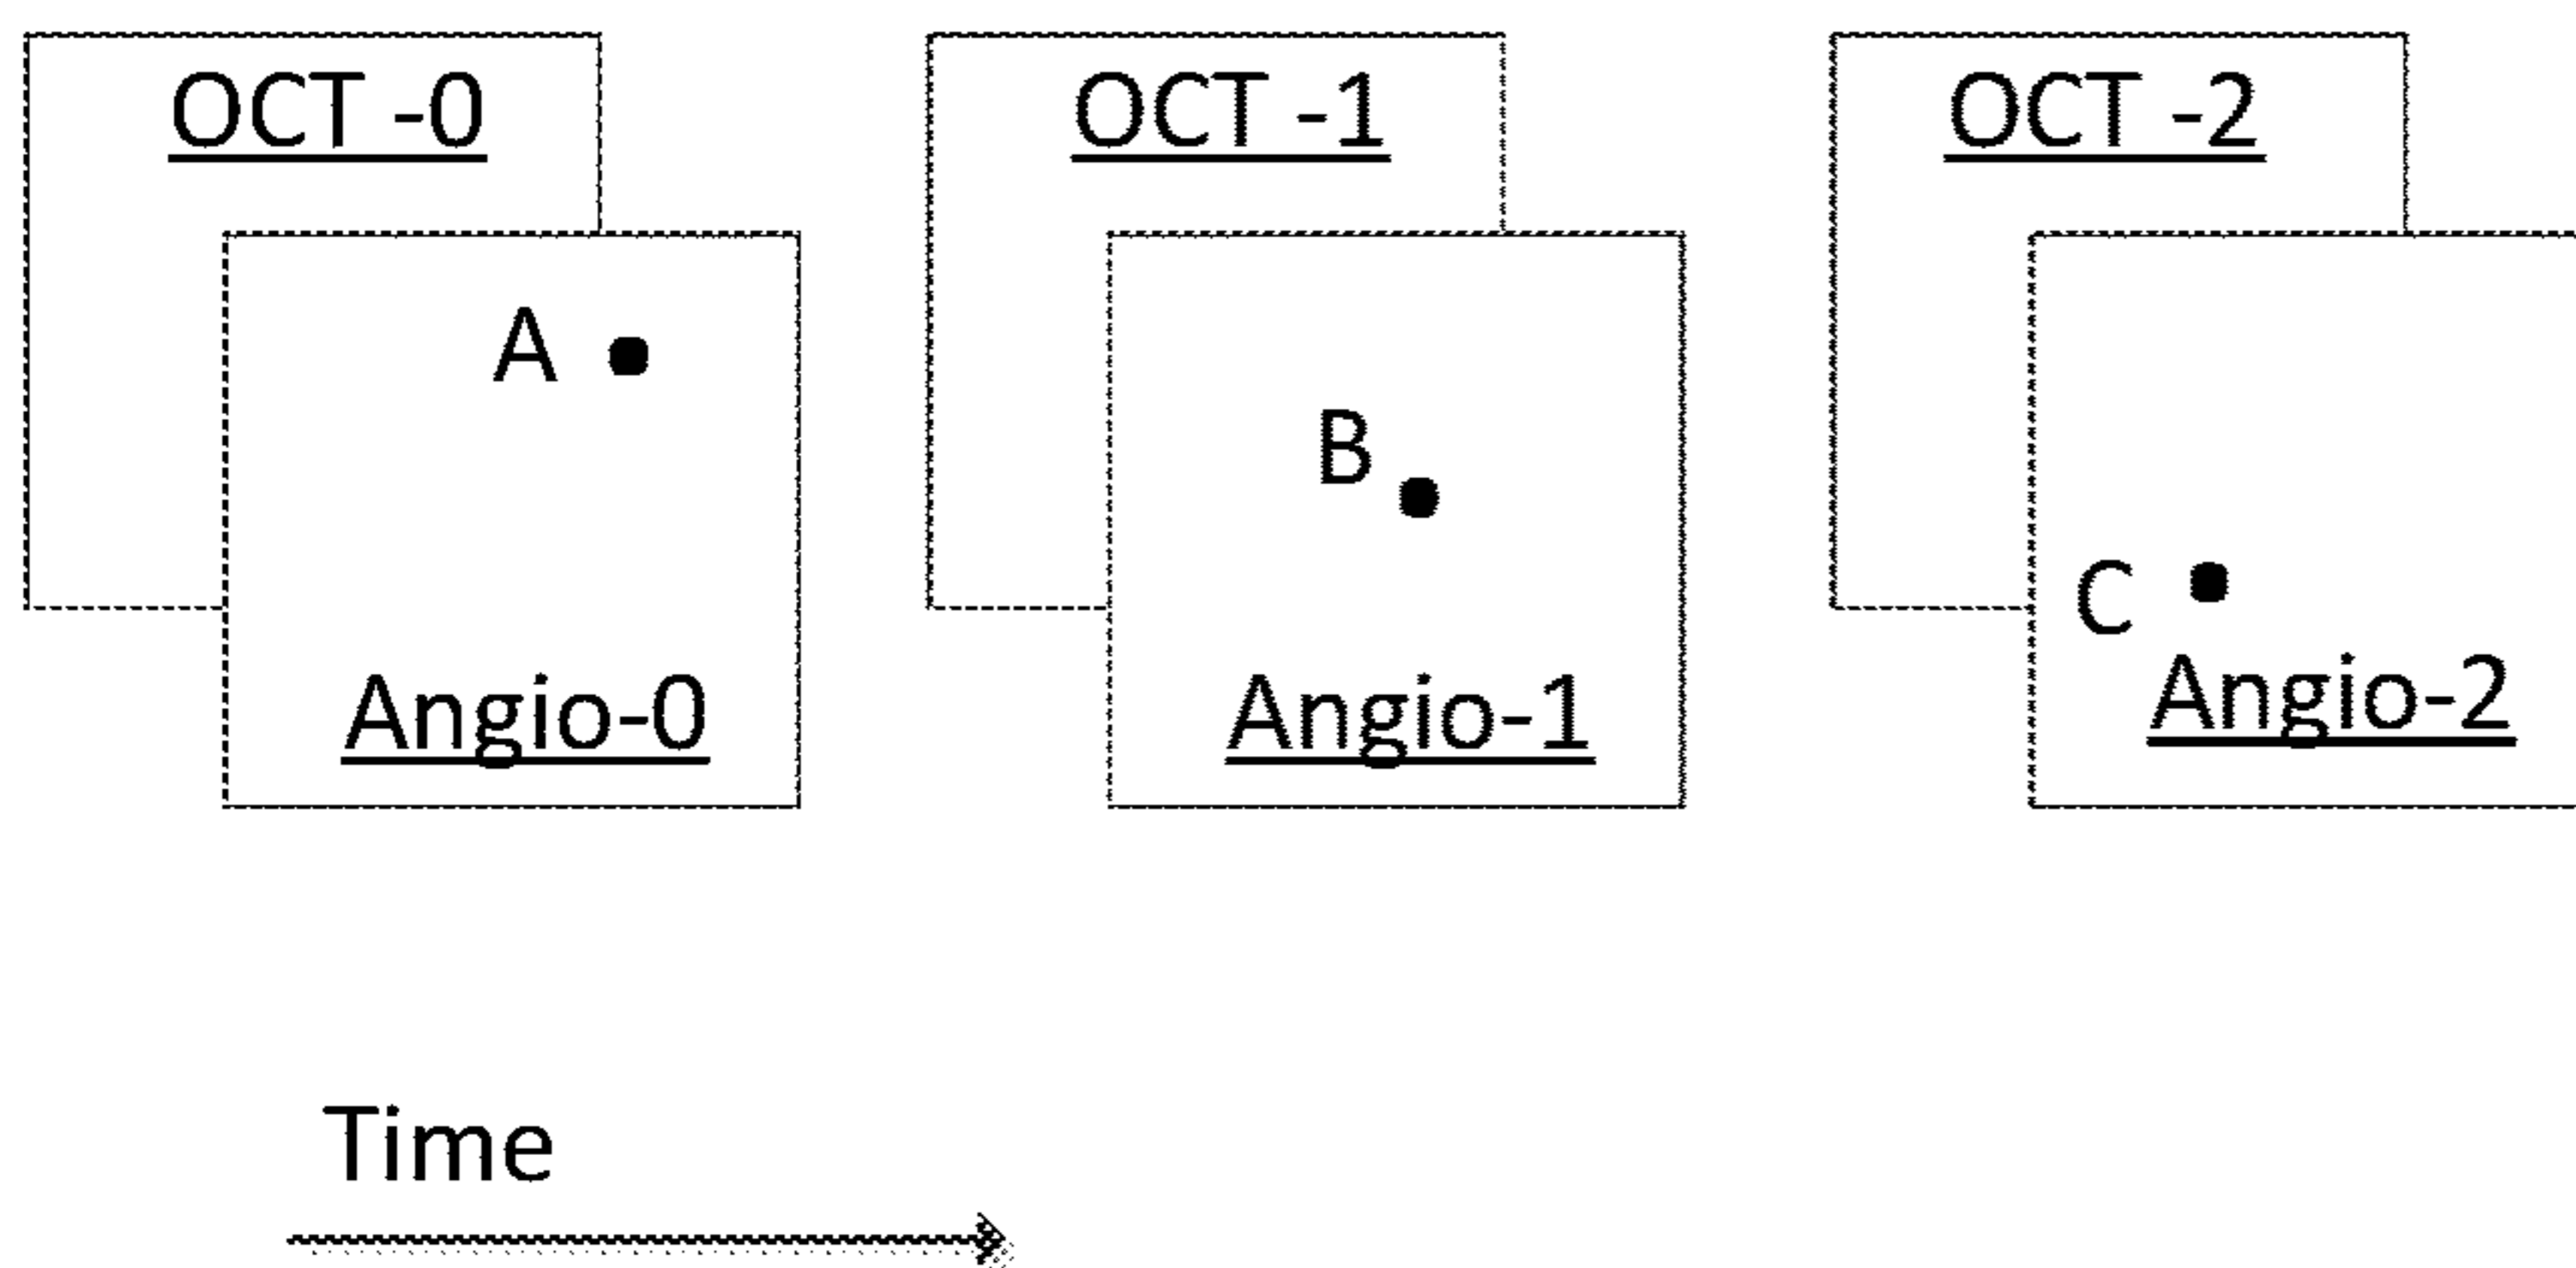 OCT -0
OCT -1
OCT -2
A
B
C
Angio-0
Angio-1
Angio-2
Time